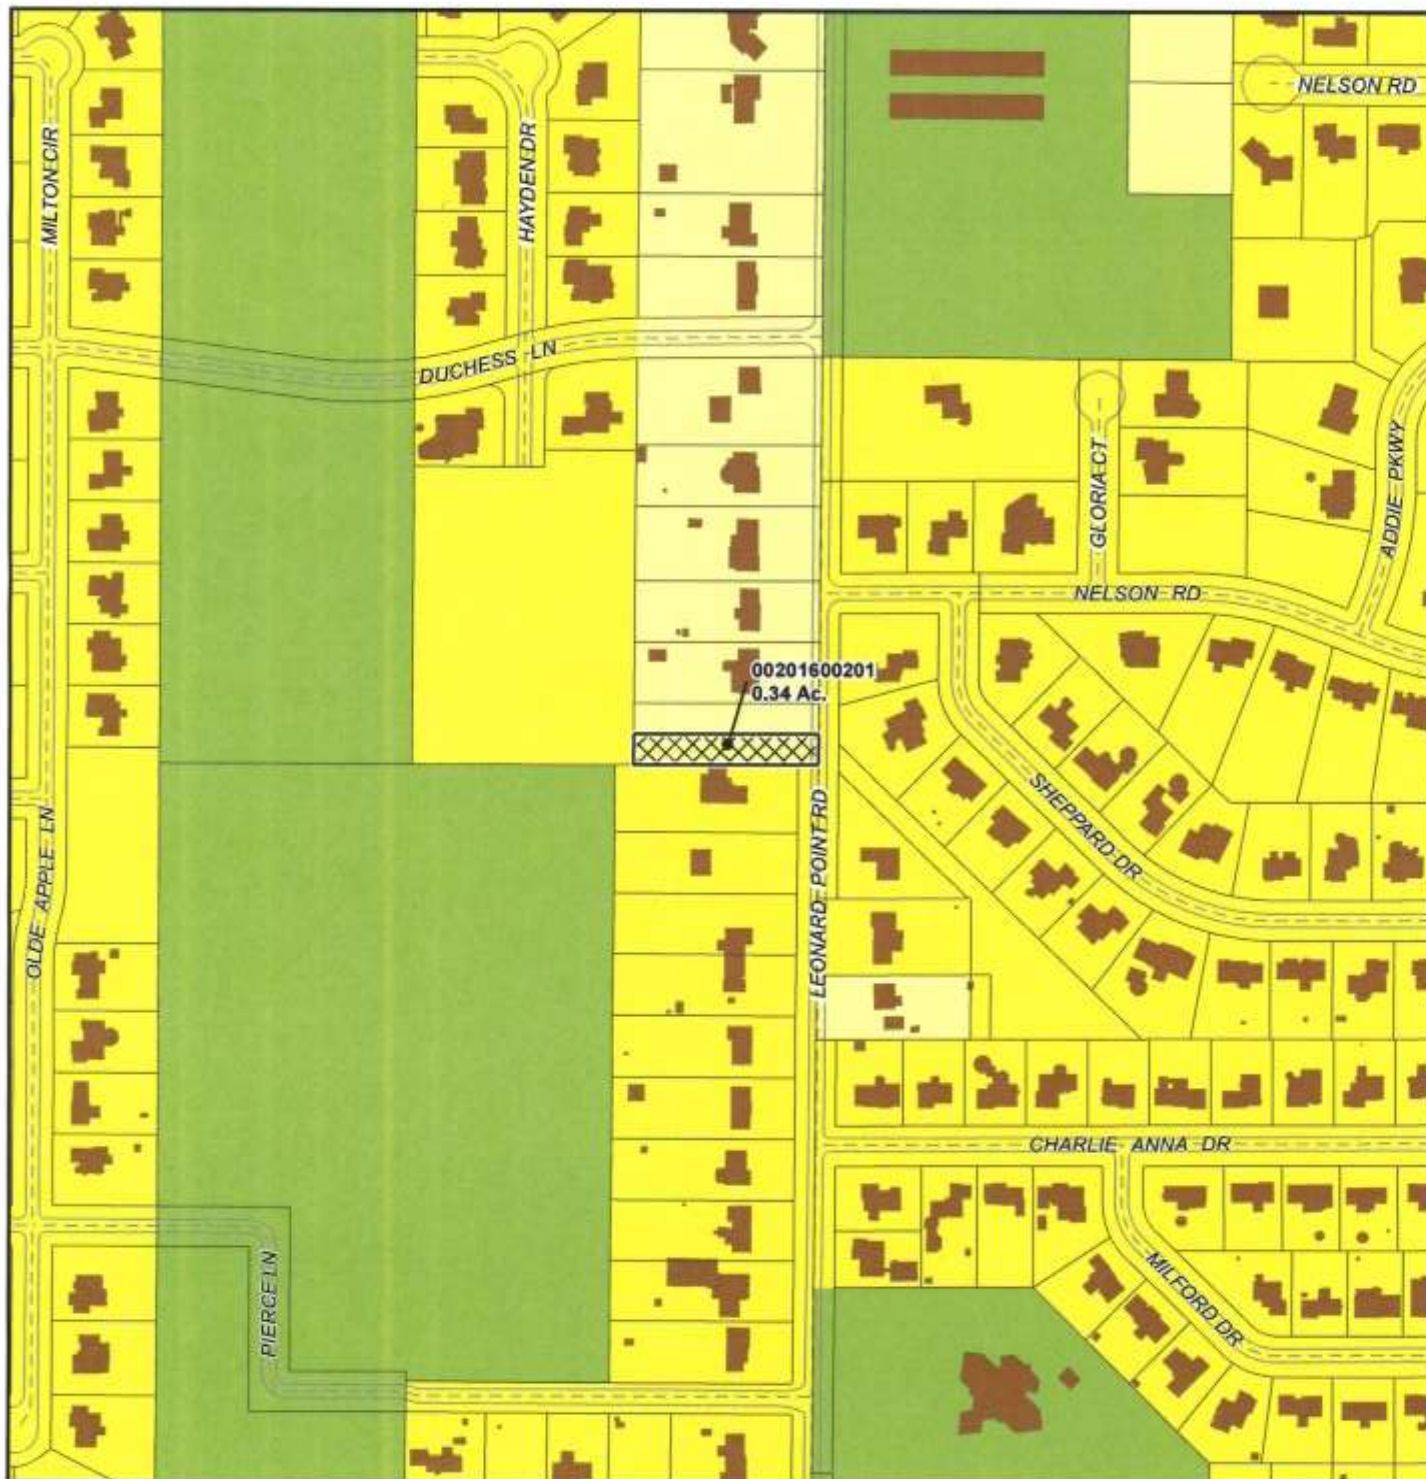 NELSON RD
MILTON CIR
HAYDEN DR
DUCHESS LN
GLORIA CT
ADDIE PKWY
NELSON RD
00201600201
0.34 Ac.
SHEPPARD DR
LEONARD POINT RD
OLDE APPLE LN
CHARLIE ANNA DR
MILFORD DR
PIERCE LN